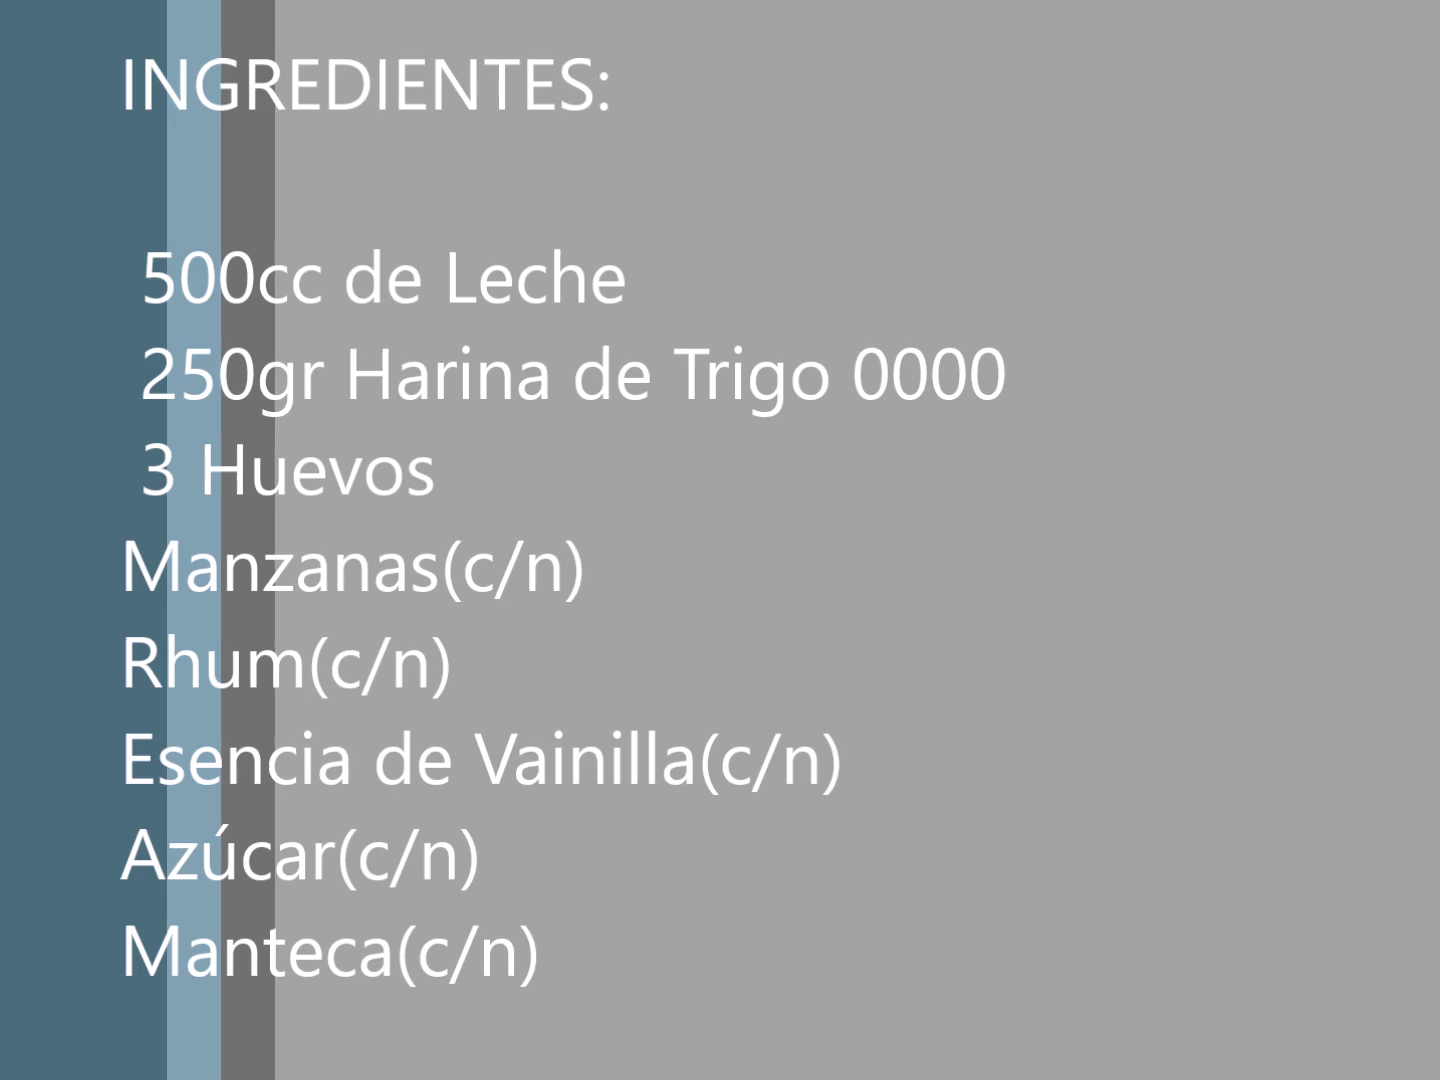 INGREDIENTES:
500cc de Leche
250gr Harina de Trigo 0000
3 Huevos
Manzanas(c/n)
Rhum(c/n)
Esencia de Vainilla(c/n)
Azúcar(c/n)
Manteca(c/n)